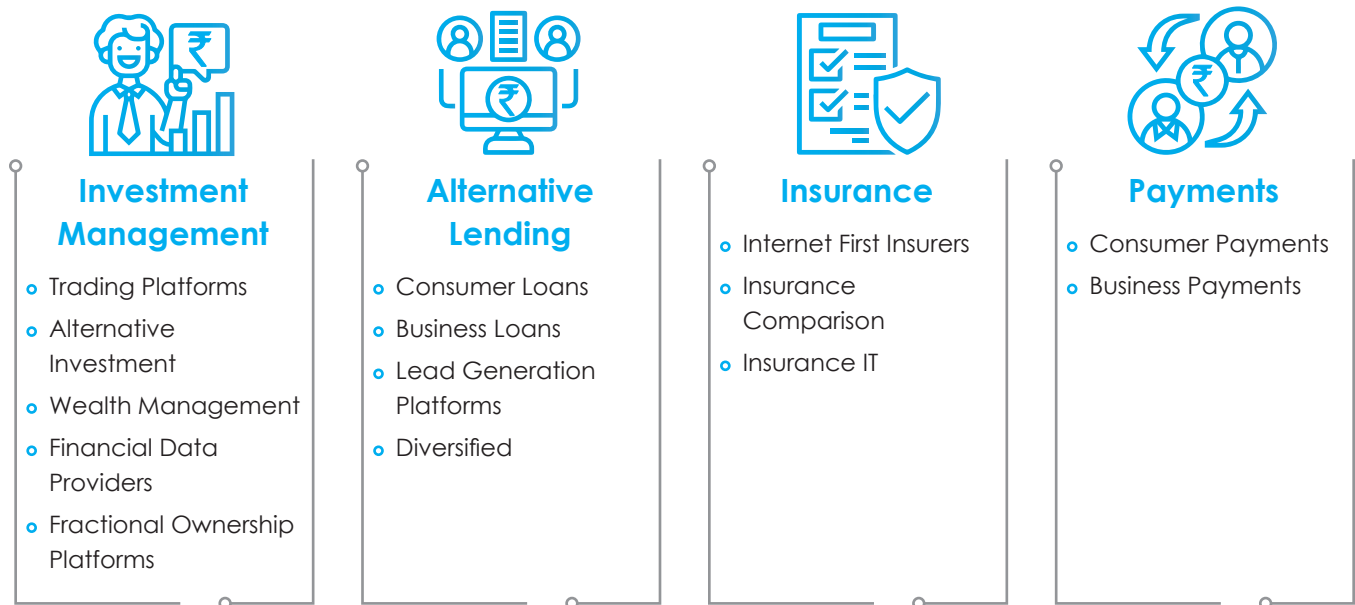 ₹
Investment
Management
Trading Platforms
Alternative
Investment
Wealth Management
Financial Data
Providers
Fractional Ownership
Platforms
₹
Alternative
Lending
Consumer Loans
Business Loans
Lead Generation
Platforms
Diversified
Insurance
Internet First Insurers
Insurance
Comparison
Insurance IT
₹
Payments
Consumer Payments
Business Payments